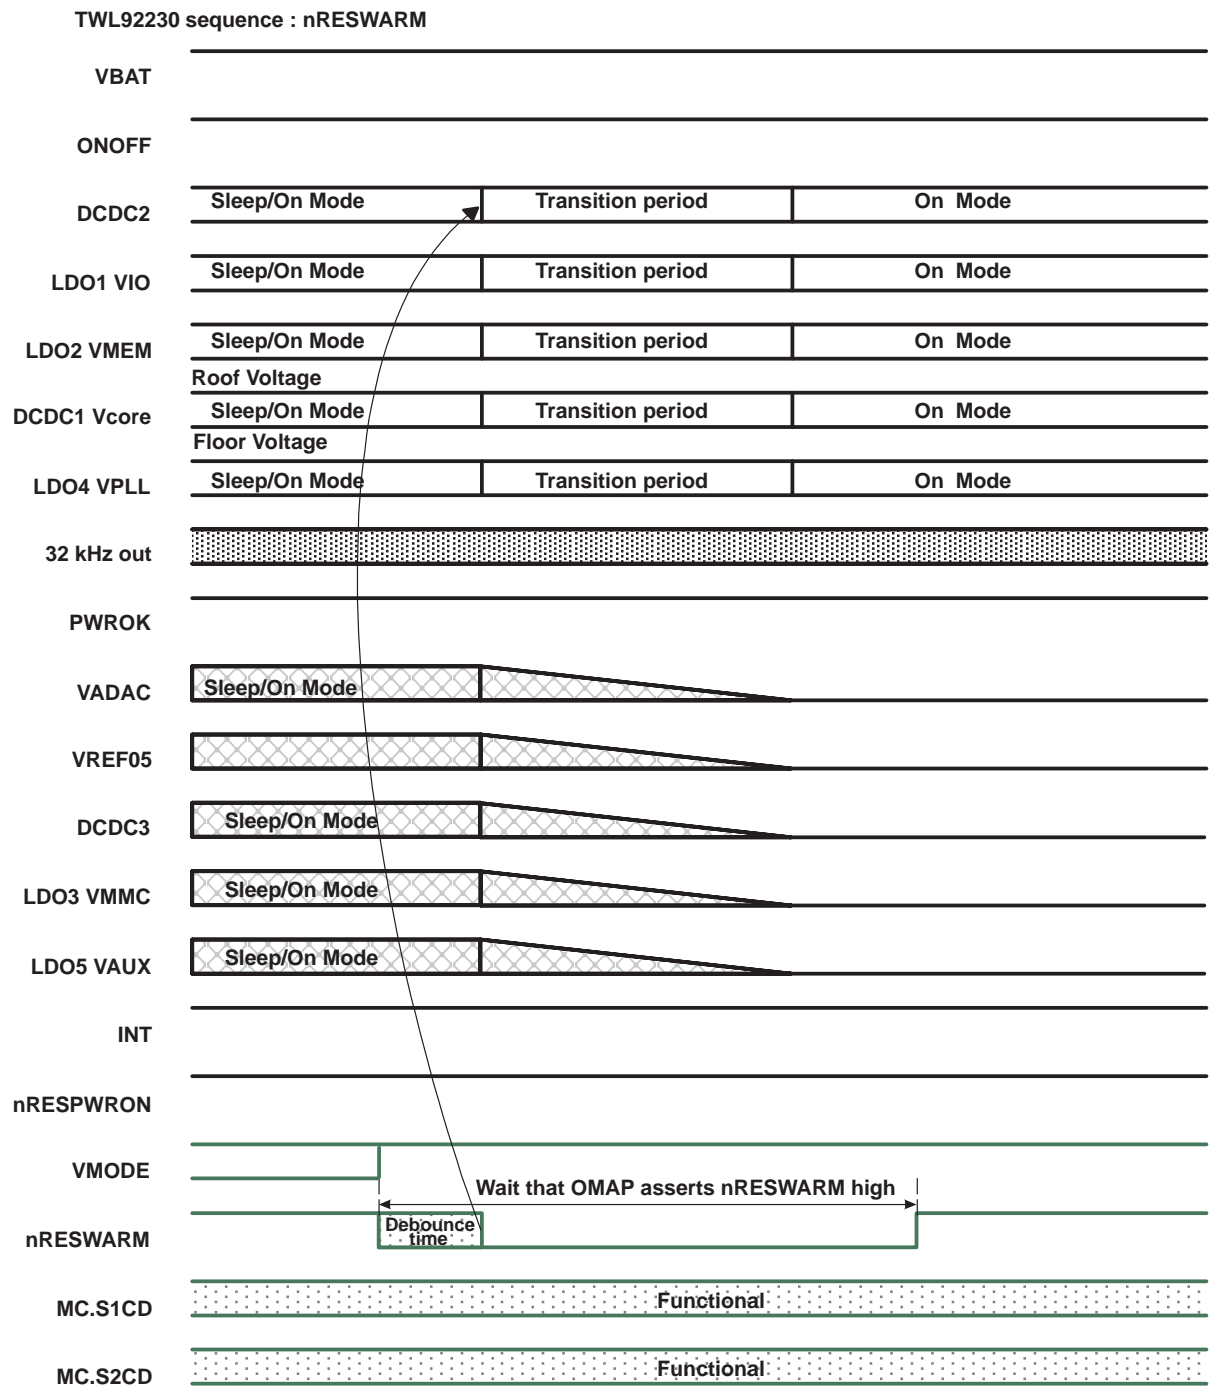 TWL92230 sequence : nRESWARM
VBAT
ONOFF
DCDC2 Sleep/On Mode Transition period On Mode
LDO1 VIO Sleep/On Mode Transition period On Mode
LDO2 VMEM Sleep/On Mode Transition period On Mode
Roof Voltage
DCDC1 Vcore Sleep/On Mode Transition period On Mode
Floor Voltage
LDO4 VPLL Sleep/On Mode Transition period On Mode
32 kHz out
PWROK
VADAC Sleep/On Mode
VREF05
DCDC3 Sleep/On Mode
LDO3 VMMC Sleep/On Mode
LDO5 VAUX Sleep/On Mode
INT
nRESPWRON
VMODE
Wait that OMAP asserts nRESWARM high
nRESWARM Debounce
time
MC.S1CD Functional
MC.S2CD Functional